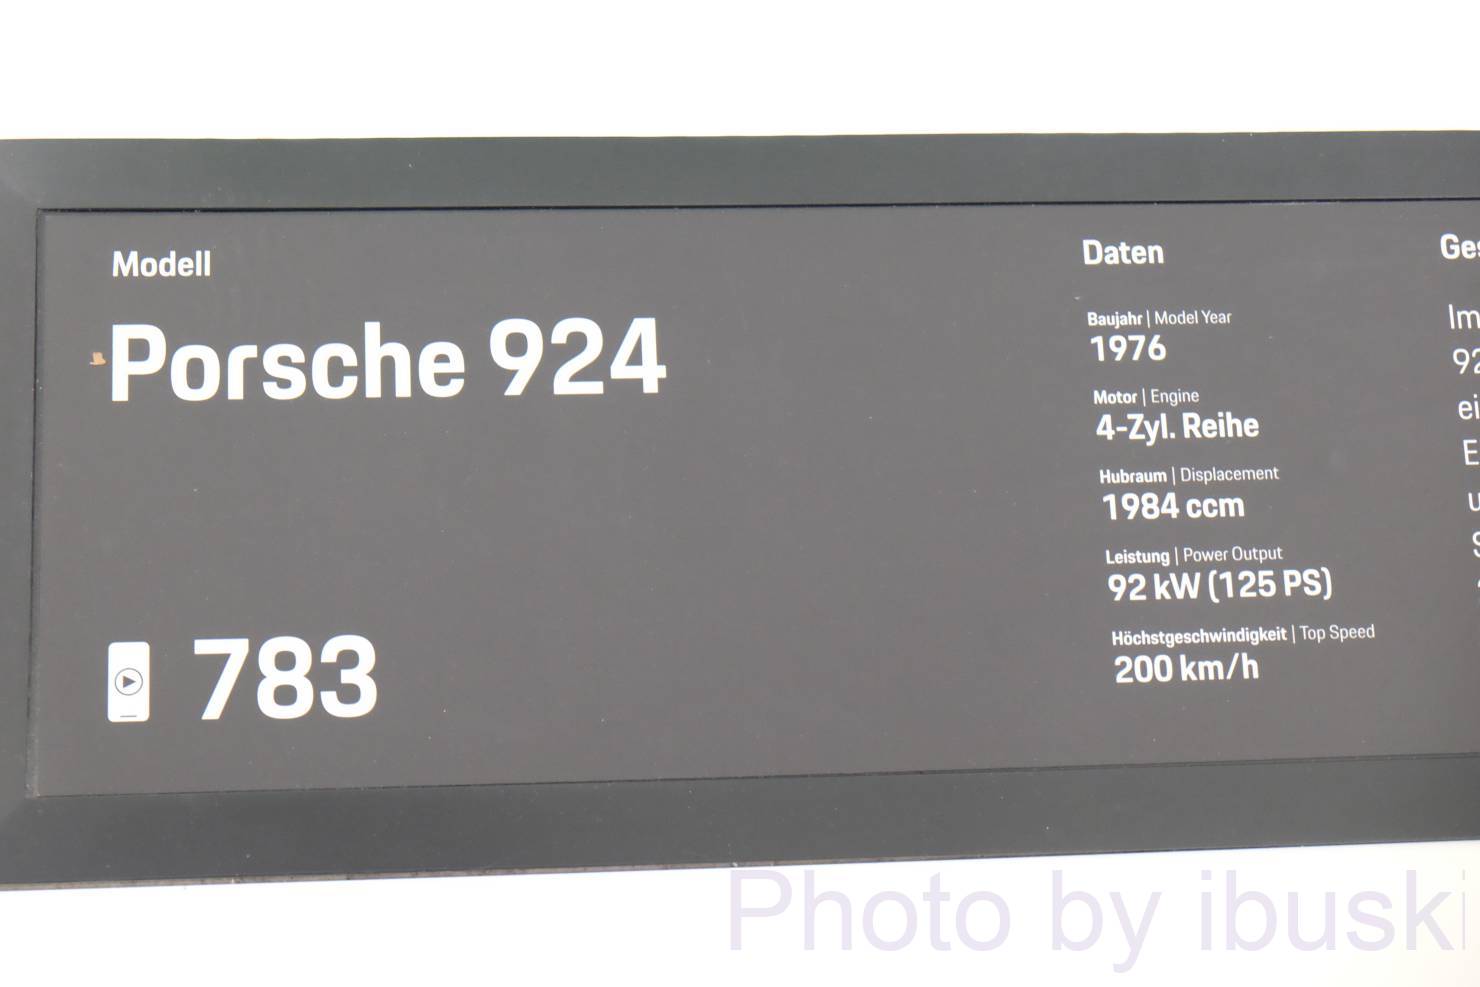 Modell
Porsche 924
783
Daten
Baujahr | Model Year
1976
Motor | Engine
4-Zyl. Reihe
Hubraum | Displacement
1984 ccm
Leistung | Power Output
92 kW (125 PS)
Höchstgeschwindigkeit | Top Speed
200 km/h
Photo by ibuski